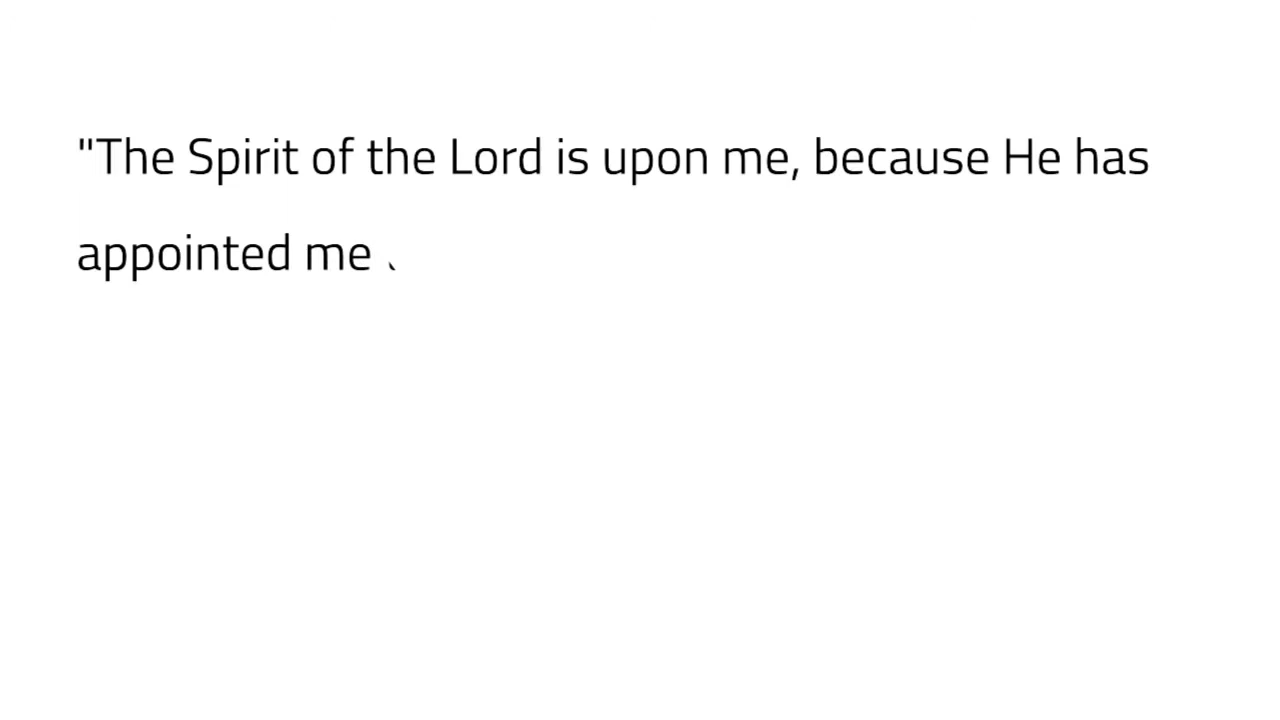 "The Spirit of the Lord is upon me, because He has
appointed me